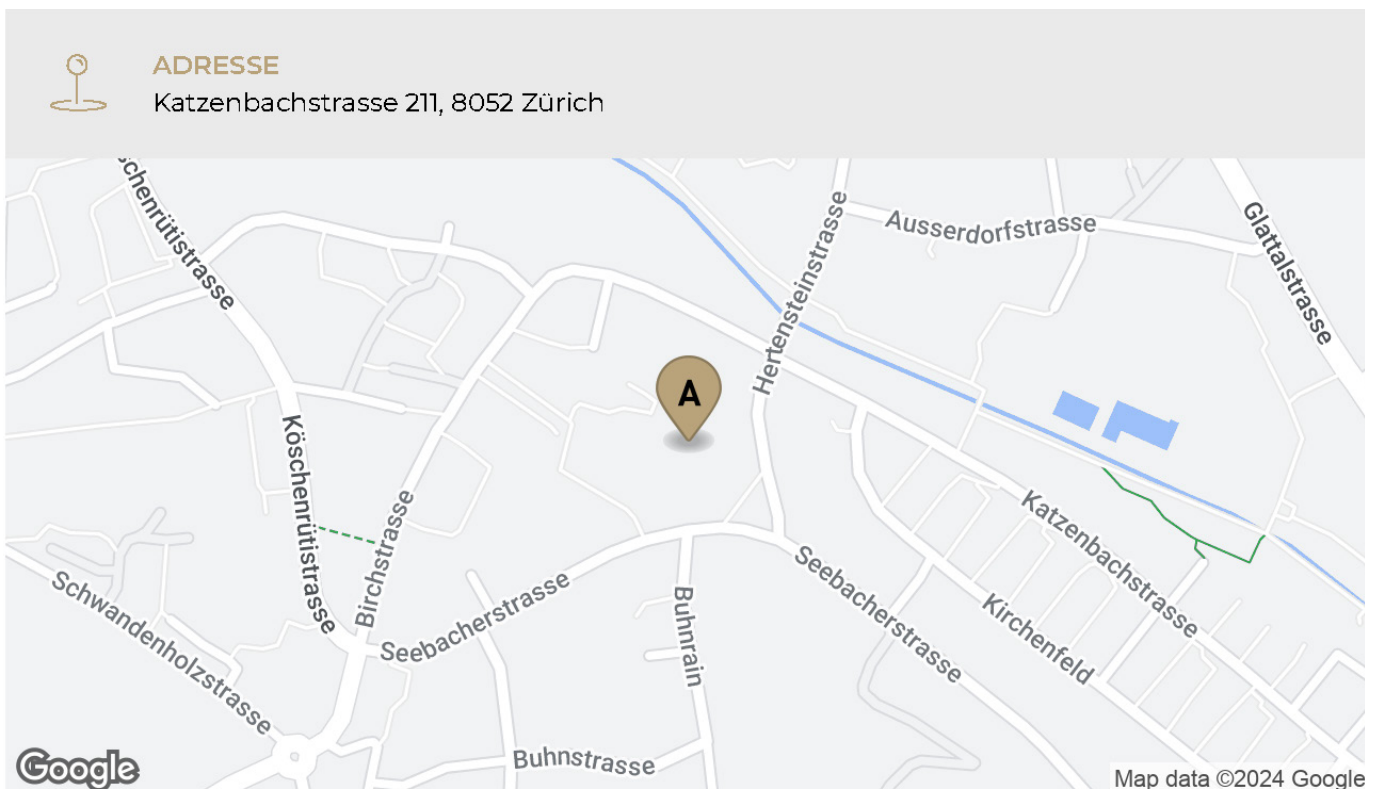 ADRESSE
Katzenbachstrasse 211, 8052 Zürich
schenrütistrasse
Hertensteinstrasse
Ausserdorfstrasse
Glattalstrasse
A
Köschenrütistrasse
Birchstrasse
Katzenbachstrasse
Schwandenholzstrasse
Seebacherstrasse
Buhnrain
Seebacherstrasse
Kirchenfeld
Buhnstrasse
Google
Map data ©2024 Google